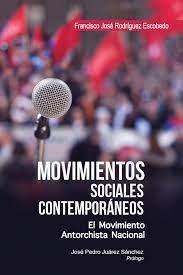 Francisco José Rodríguez Escobedo
MOVIMIENTOS
SOCIALES
CONTEMPORÁNEOS
El Movimiento
Antorchista Nacional
José Pedro Juárez Sánchez
Prólogo